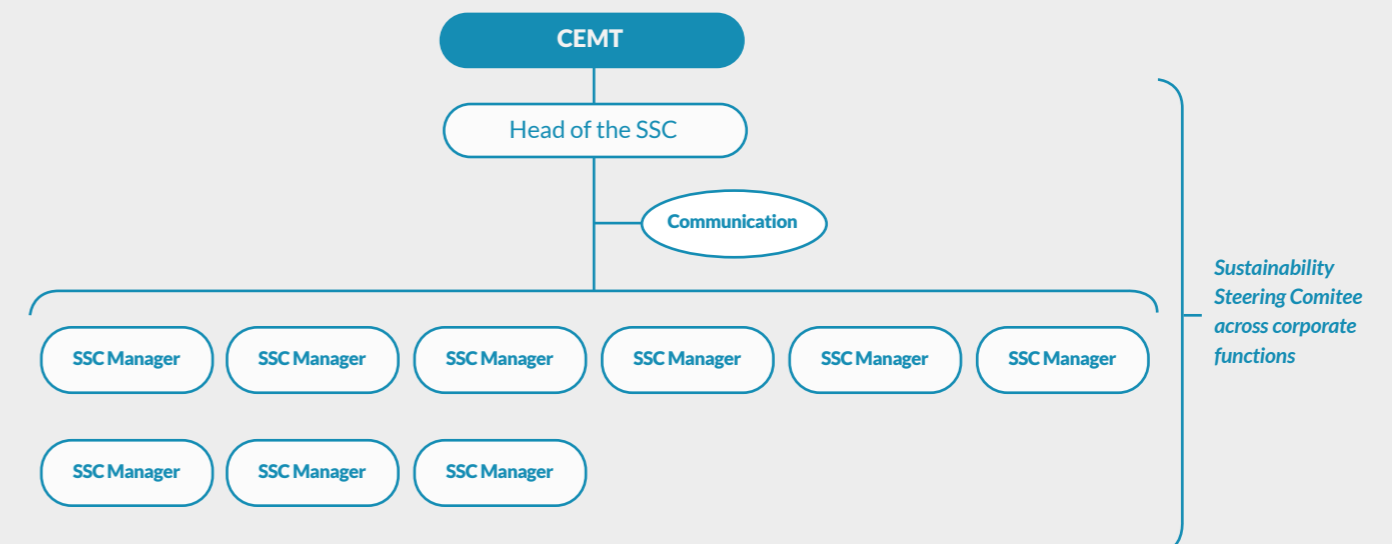 CEMT
Head of the SSC
Communication
Sustainability
Steering Comitee
across corporate
functions
SSC Manager
SSC Manager
SSC Manager
SSC Manager
SSC Manager
SSC Manager
SSC Manager
SSC Manager
SSC Manager